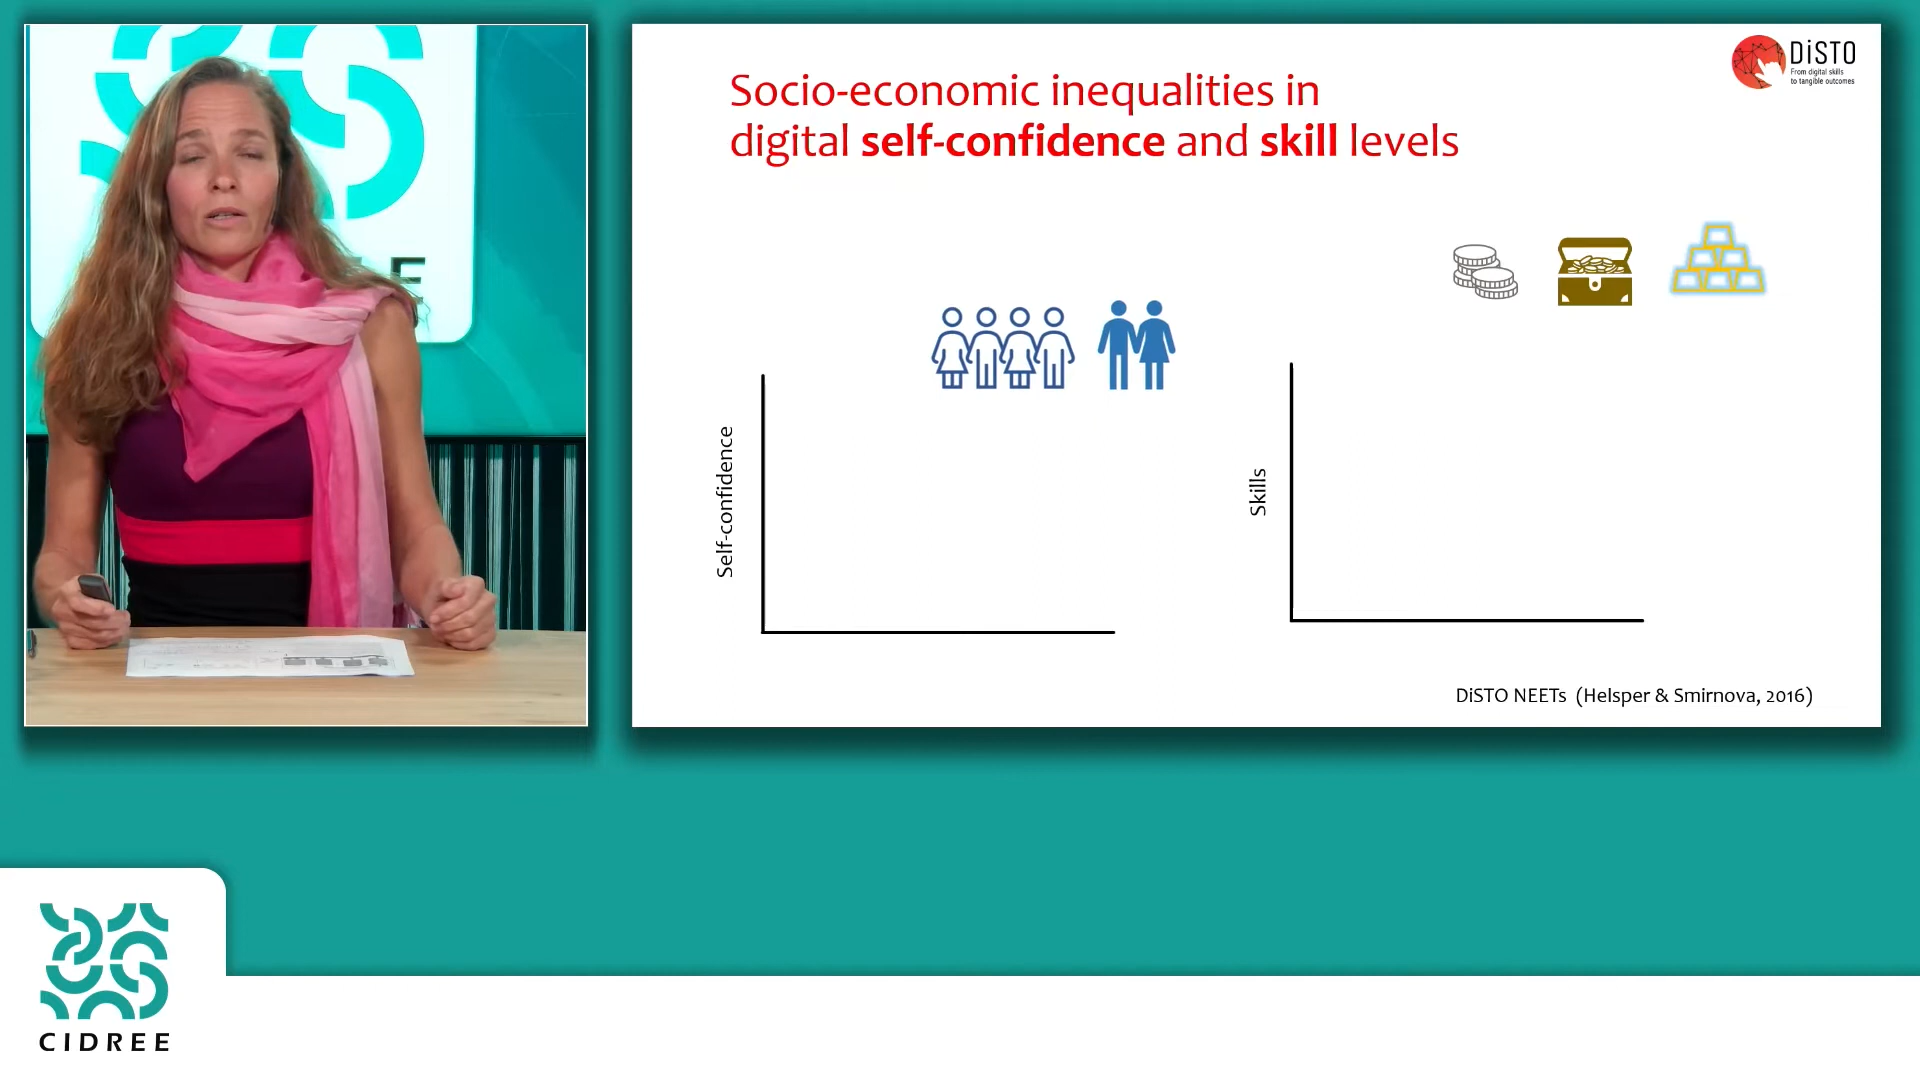 Socio-economic inequalities in
digital self-confidence and skill levels
DiSTO
From digital skills
to tangible outcomes
Self-confidence
Skills
DiSTO NEETs (Helsper & Smirnova, 2016)
CIDREE